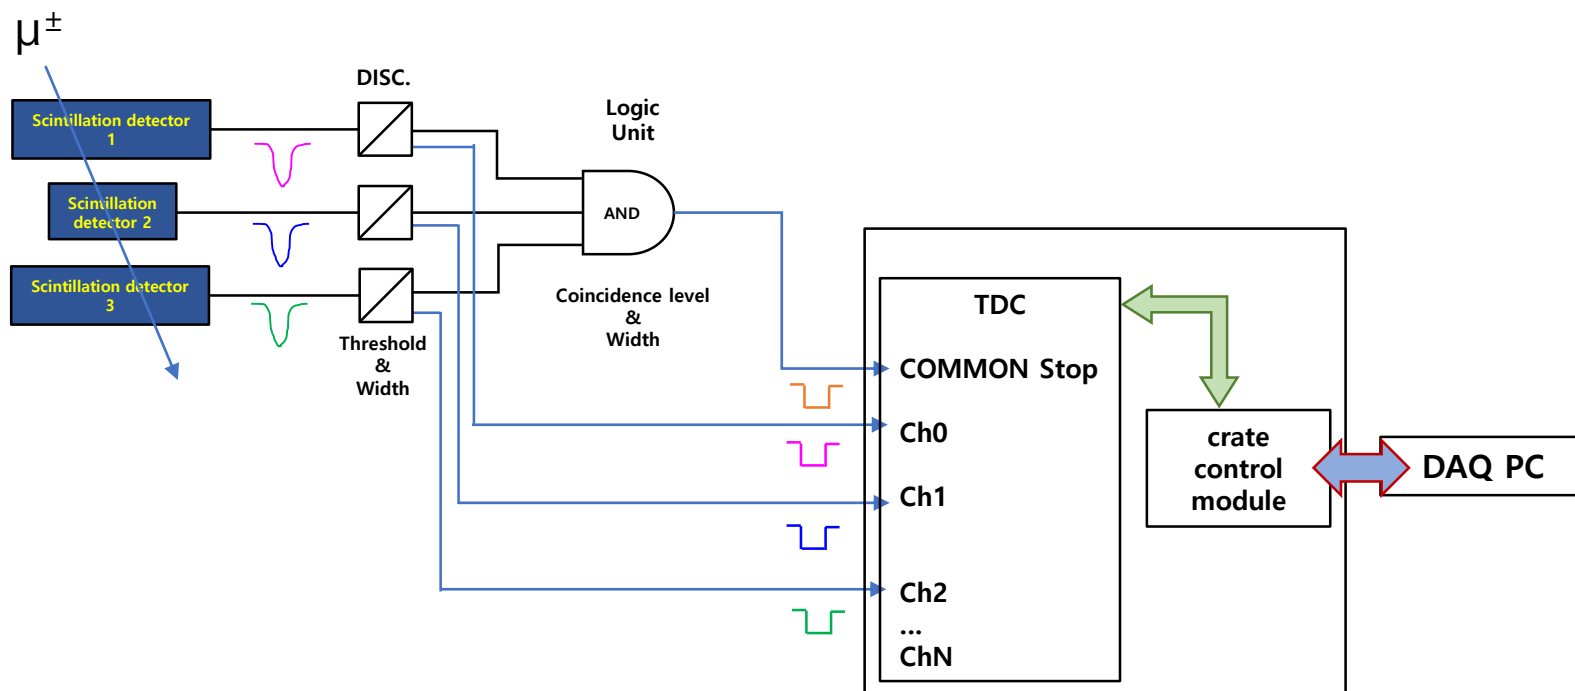 μ±
DISC.
Scintillation detector
1
Logic
Unit
Scintillation
detector 2
AND
Scintillation detector
3
Coincidence level
&
Width
Threshold
&
Width
TDC
COMMON Stop
Ch0
Ch1
Ch2
...
ChN
crate
control
module
DAQ PC